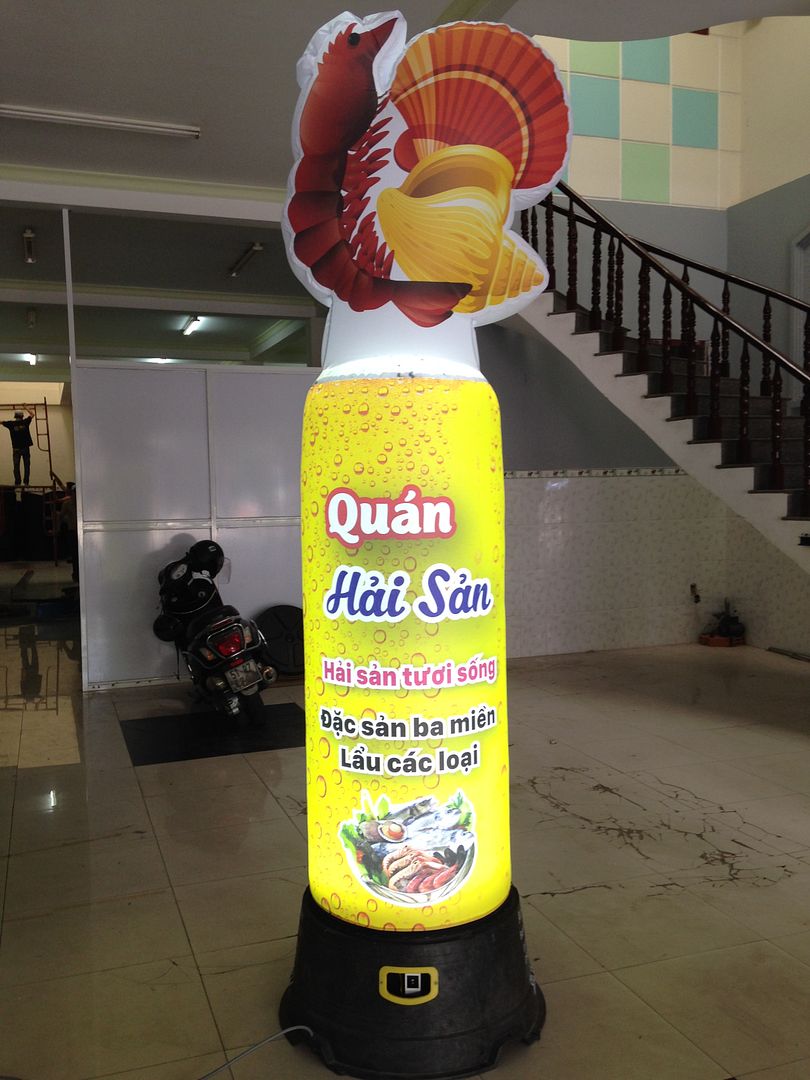 Quán
Hải Sản
Hải sản tươi sống
Đặc sản ba miền
Lẩu các loại